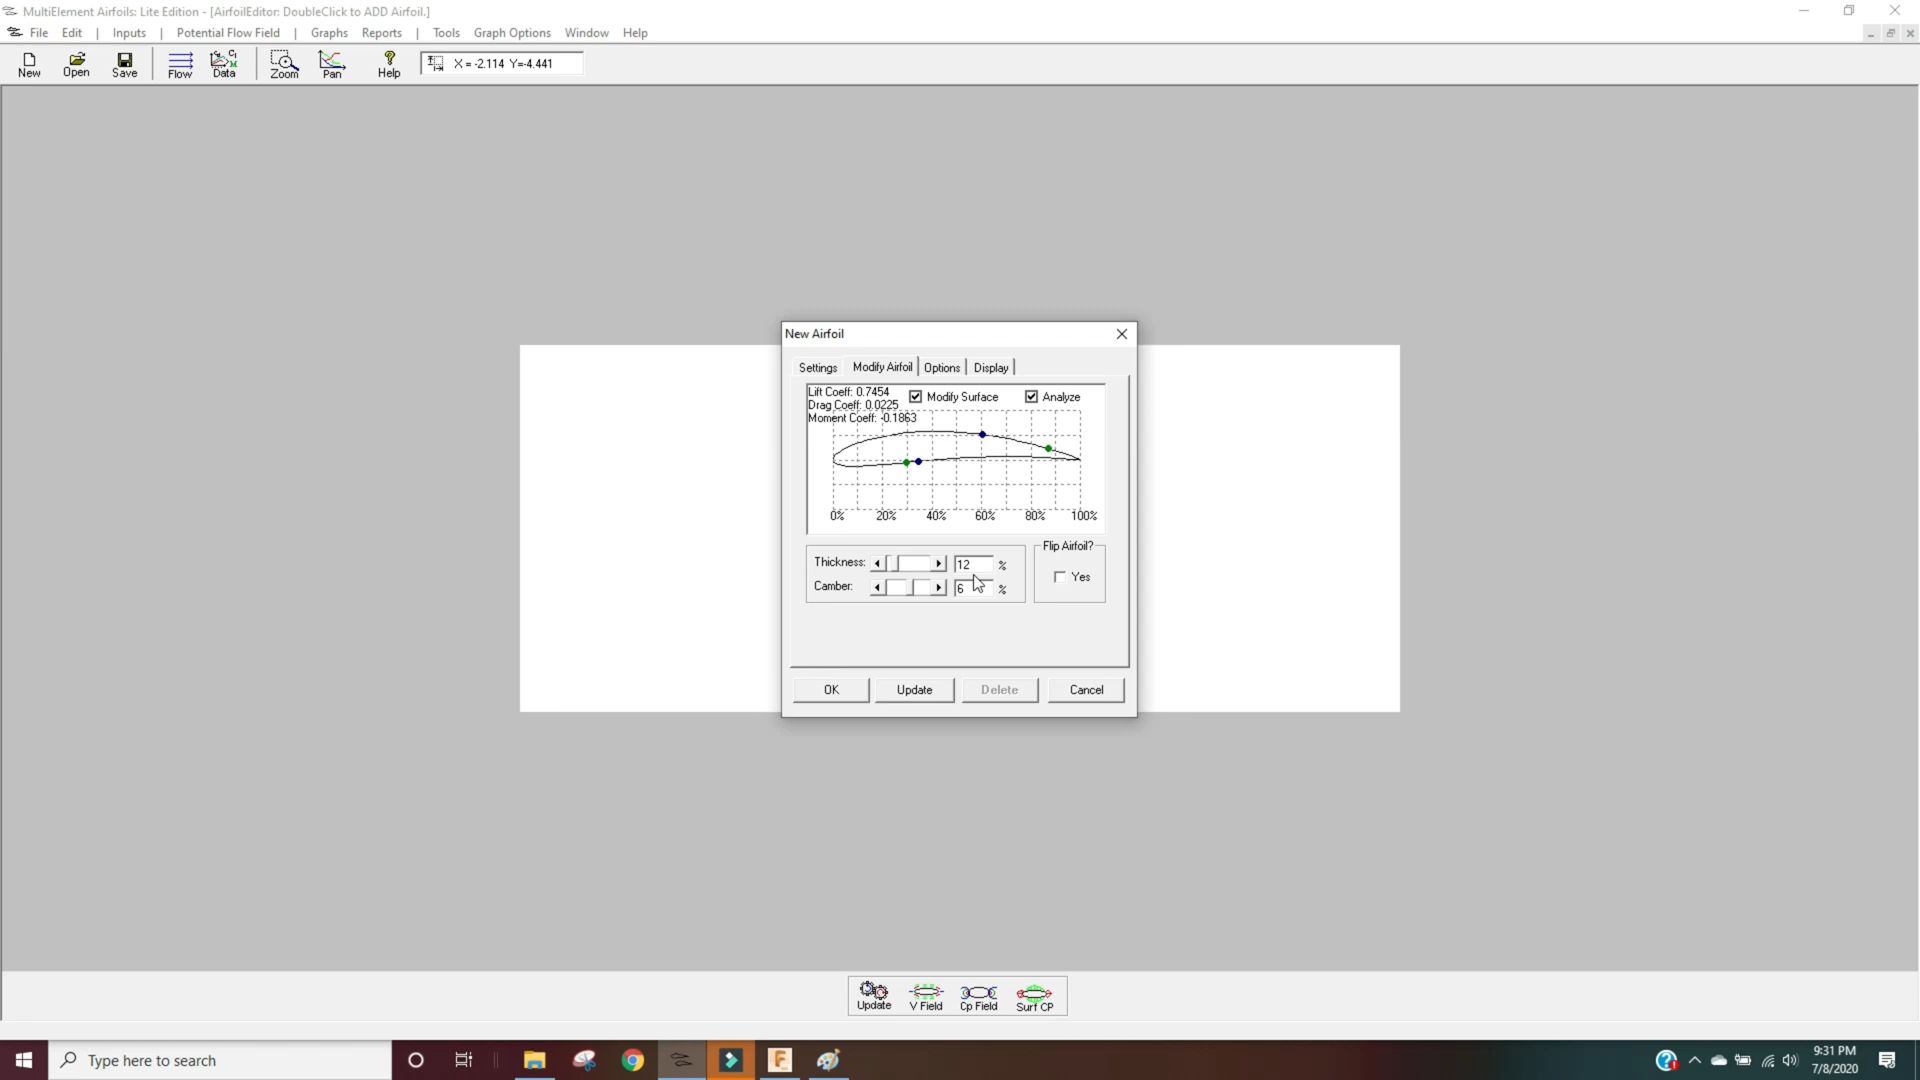 MultiElement Airfoils: Lite Edition - [AirfoilEditor: DoubleClick to ADD Airfoil.]
File Edit | Inputs | Potential Flow Field | Graphs Reports | Tools Graph Options Window Help
New Open Save Flow Data Zoom Pan Help X = -2.114 Y=-4.441
New Airfoil
Settings Modify Airfoil Options Display
Lift Coeff: 0.7454 Modify Surface Analyze
Drag Coeff: 0.0225
Moment Coeff: -0.1863
0% 20% 40% 60% 80% 100%
Flip Airfoil?
Thickness: 12 %
Yes
Camber: 6 %
OK Update Delete Cancel
Update V Field Cp Field Surf CP
Type here to search
9:31 PM
7/8/2020